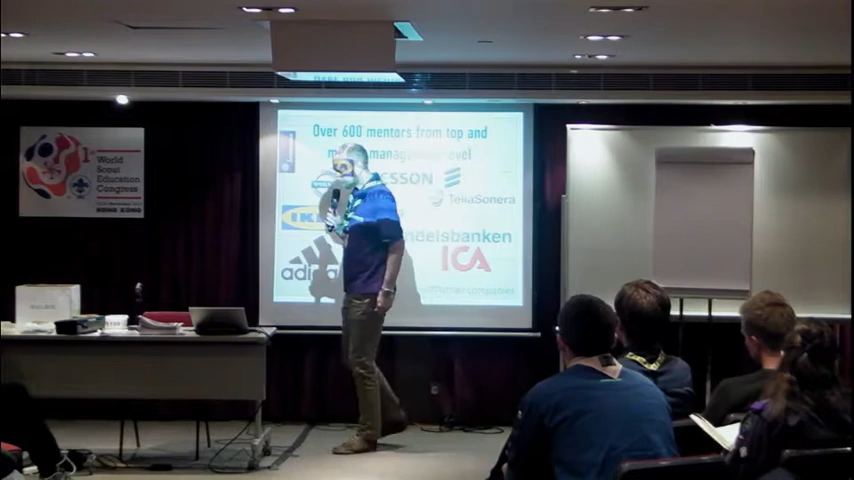 1st
World
Scout
Education
Congress
HONG KONG
Over 600 mentors from top and
management level
ERICSSON
TeliaSonera
IKEA
Handelsbanken
adidas
ICA